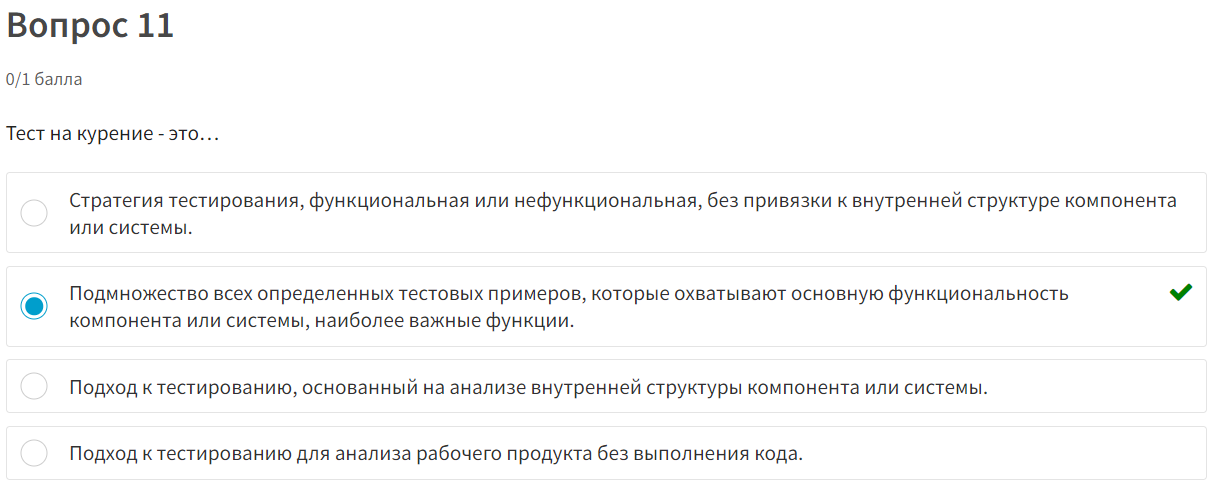 Вопрос 11
0/1 балла
Тест на курение - это…
Стратегия тестирования, функциональная или нефункциональная, без привязки к внутренней структуре компонента
или системы.
Подмножество всех определенных тестовых примеров, которые охватывают основную функциональность
компонента или системы, наиболее важные функции.
Подход к тестированию, основанный на анализе внутренней структуры компонента или системы.
Подход к тестированию для анализа рабочего продукта без выполнения кода.